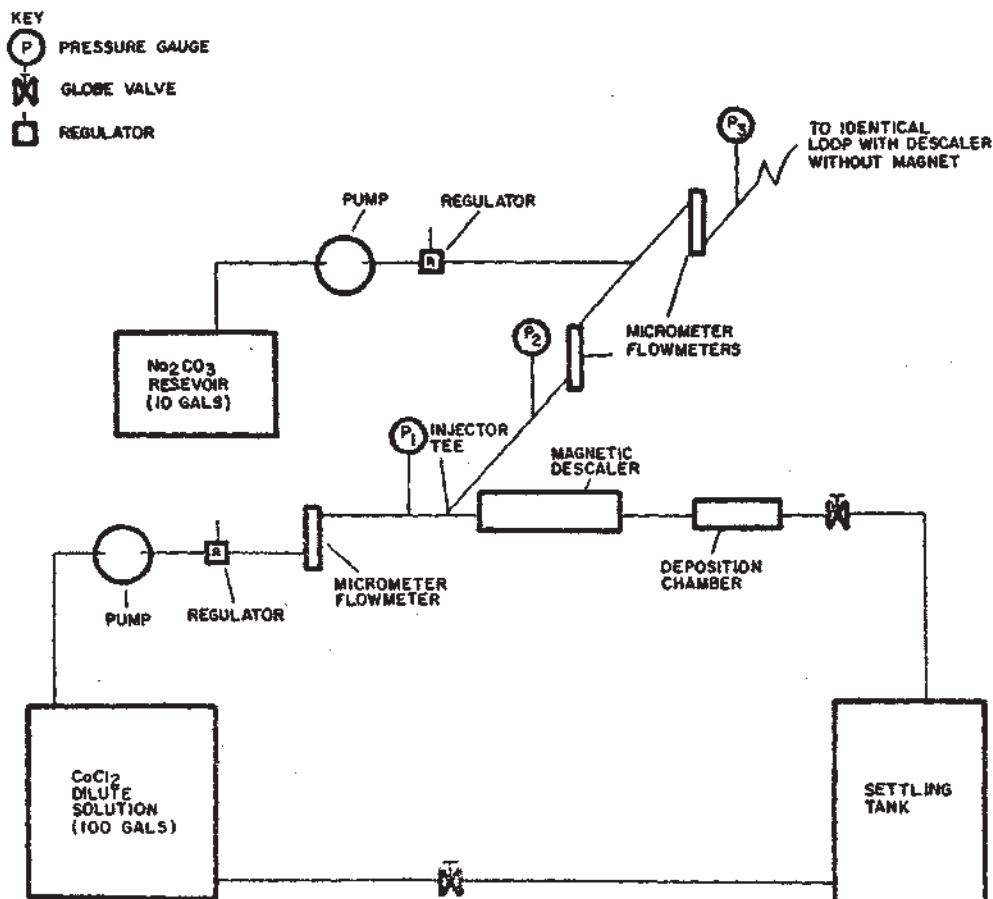 KEY
P PRESSURE GAUGE
GLOBE VALVE
REGULATOR
P3
TO IDENTICAL
LOOP WITH DESCALER
WITHOUT MAGNET
PUMP
REGULATOR
R
Na2CO3
RESEVOIR
(10 GALS)
P2
MICROMETER
FLOWMETERS
P1
INJECTOR
TEE
MAGNETIC
DESCALER
PUMP
R
REGULATOR
MICROMETER
FLOWMETER
DEPOSITION
CHAMBER
CaCl2
DILUTE
SOLUTION
(100 GALS)
SETTLING
TANK